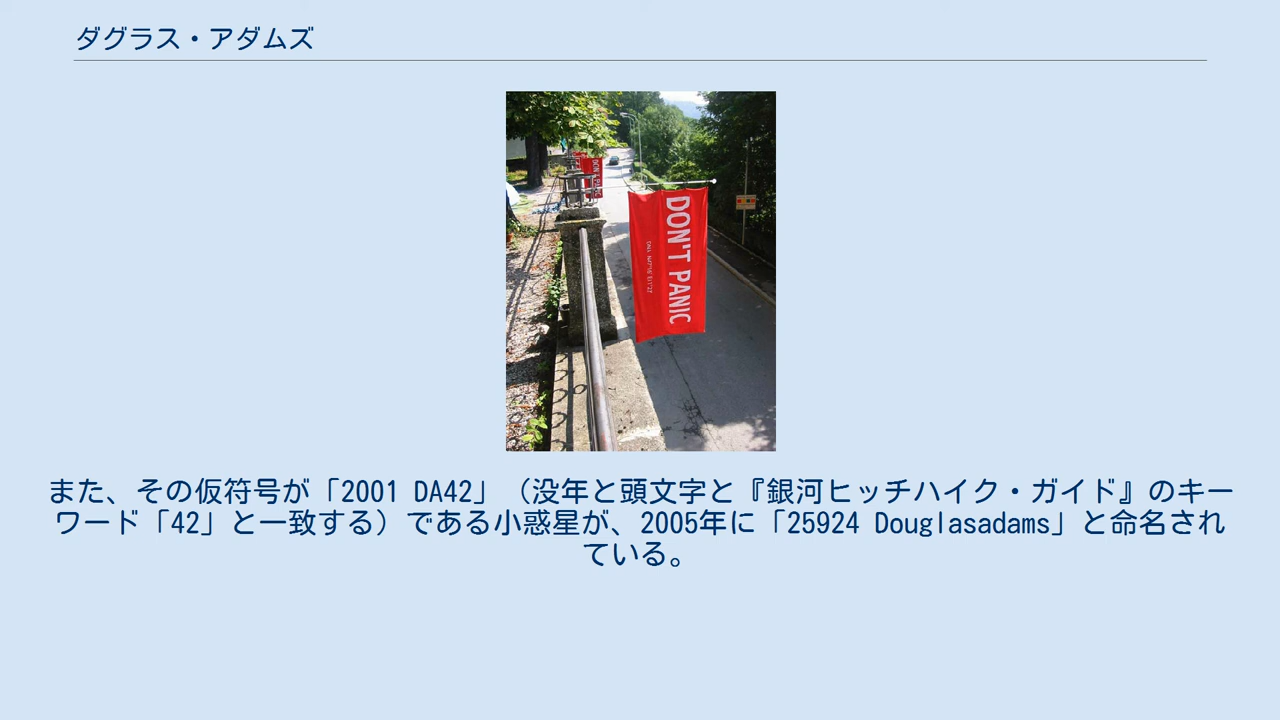 ダグラス・アダムズ
DON'T PANIC
DON'T PANIC
また、その仮符号が「2001 DA42」（没年と頭文字と『銀河ヒッチハイク・ガイド』のキー
ワード「42」と一致する）である小惑星が、2005年に「25924 Douglasadams」と命名され
ている。